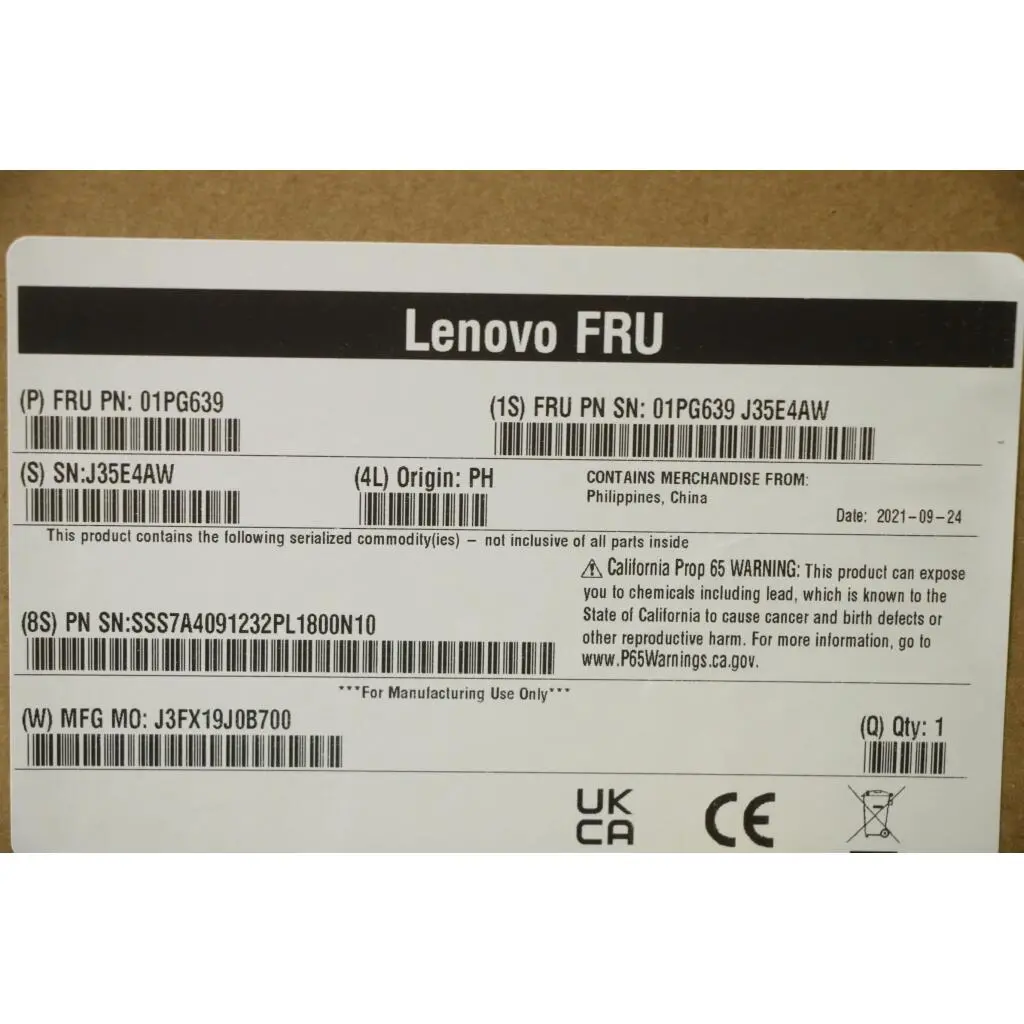 Lenovo FRU
(P) FRU PN: 01PG639
(1S) FRU PN SN: 01PG639 J35E4AW
(S) SN:J35E4AW
(4L) Origin: PH
CONTAINS MERCHANDISE FROM:
Philippines, China
Date: 2021-09-24
This product contains the following serialized commodity(ies) – not inclusive of all parts inside
⚠ California Prop 65 WARNING: This product can expose
you to chemicals including lead, which is known to the
State of California to cause cancer and birth defects or
other reproductive harm. For more information, go to
www.P65Warnings.ca.gov.
(8S) PN SN:SSS7A4091232PL1800N10
***For Manufacturing Use Only***
(W) MFG MO: J3FX19J0B700
(Q) Qty: 1
UK
CA
CE